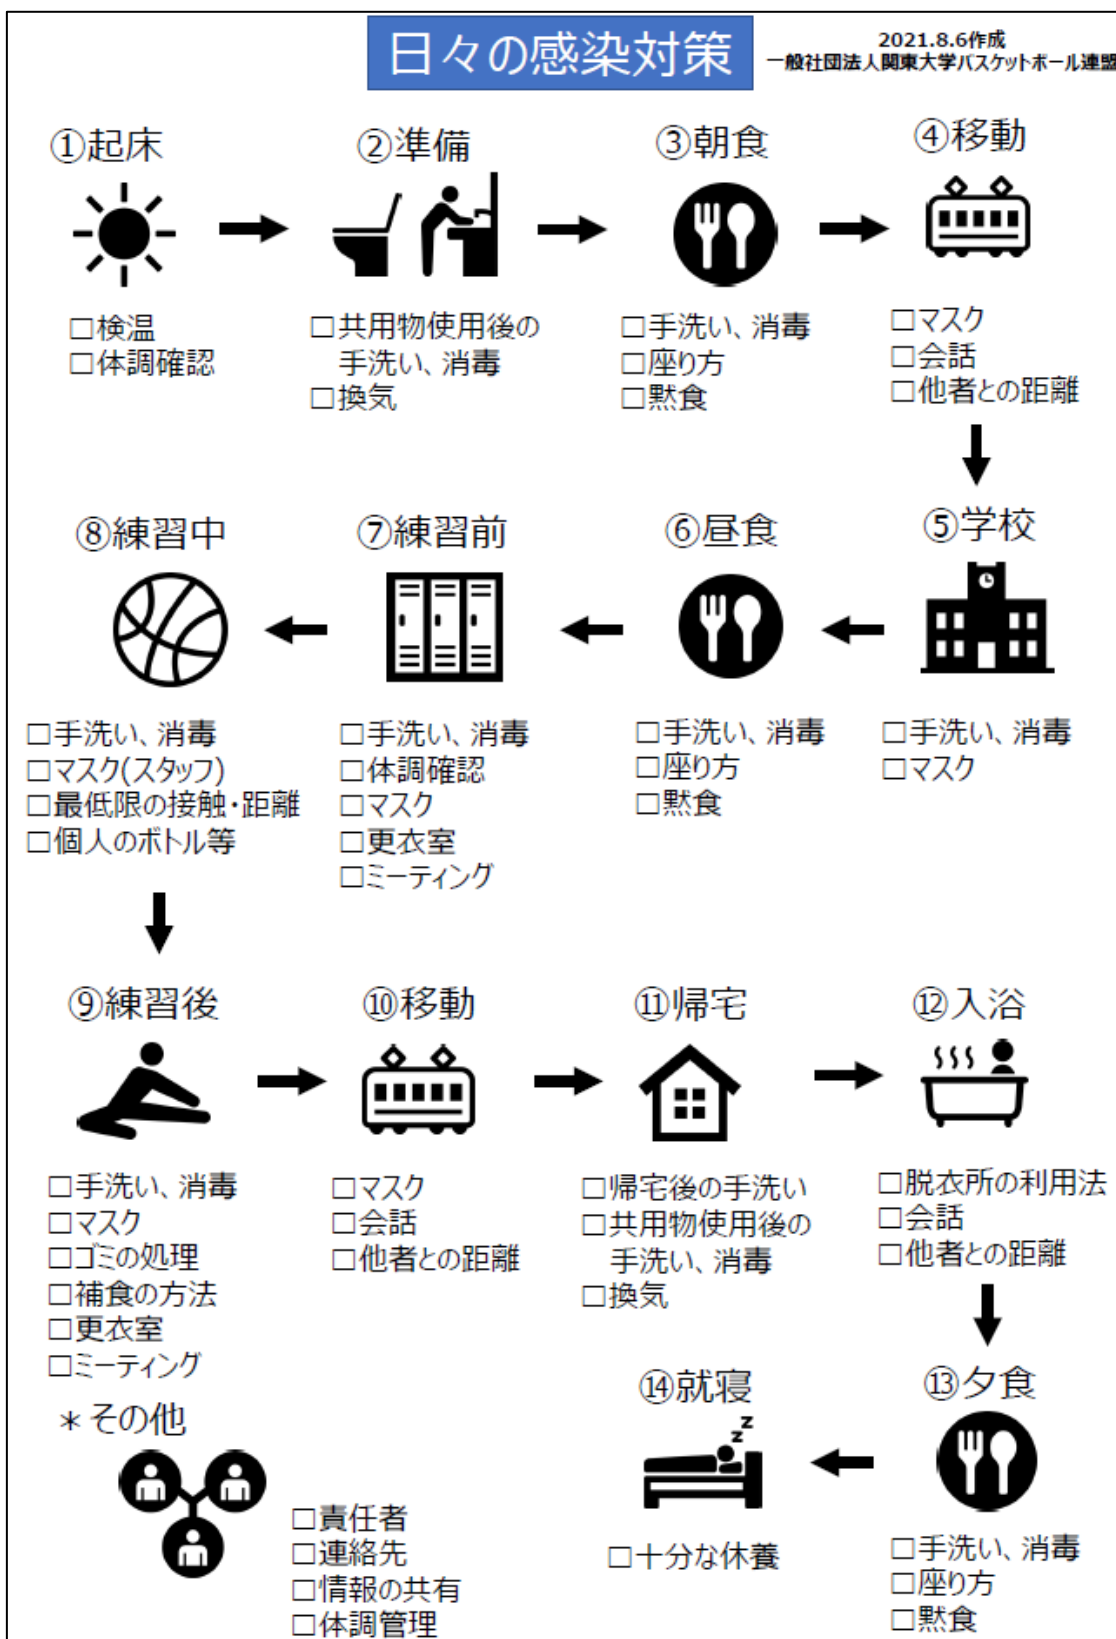 日々の感染対策
2021.8.6作成
一般社団法人関東大学バスケットボール連盟
①起床
□検温
□体調確認
②準備
□共用物使用後の
手洗い、消毒
□換気
③朝食
□手洗い、消毒
□座り方
□黙食
④移動
□マスク
□会話
□他者との距離
⑤学校
□手洗い、消毒
□マスク
⑥昼食
□手洗い、消毒
□座り方
□黙食
⑦練習前
□手洗い、消毒
□体調確認
□マスク
□更衣室
□ミーティング
⑧練習中
□手洗い、消毒
□マスク(スタッフ)
□最低限の接触・距離
□個人のボトル等
⑨練習後
□手洗い、消毒
□マスク
□ゴミの処理
□補食の方法
□更衣室
□ミーティング
⑩移動
□マスク
□会話
□他者との距離
⑪帰宅
□帰宅後の手洗い
□共用物使用後の
手洗い、消毒
□換気
⑫入浴
□脱衣所の利用法
□会話
□他者との距離
⑬夕食
□手洗い、消毒
□座り方
□黙食
⑭就寝
z
z
□十分な休養
＊その他
□責任者
□連絡先
□情報の共有
□体調管理